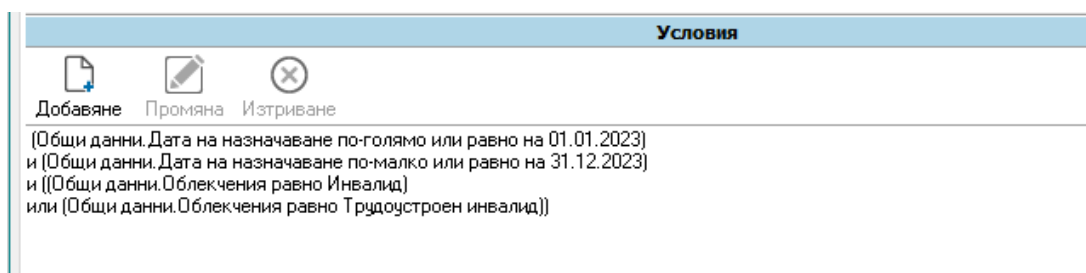 Условия
Добавяне Промяна Изтриване
(Общи данни.Дата на назначаване по-голямо или равно на 01.01.2023)
и (Общи данни.Дата на назначаване по-малко или равно на 31.12.2023)
и ((Общи данни.Облекчения равно Инвалид)
или (Общи данни.Облекчения равно Трудоустроен инвалид))